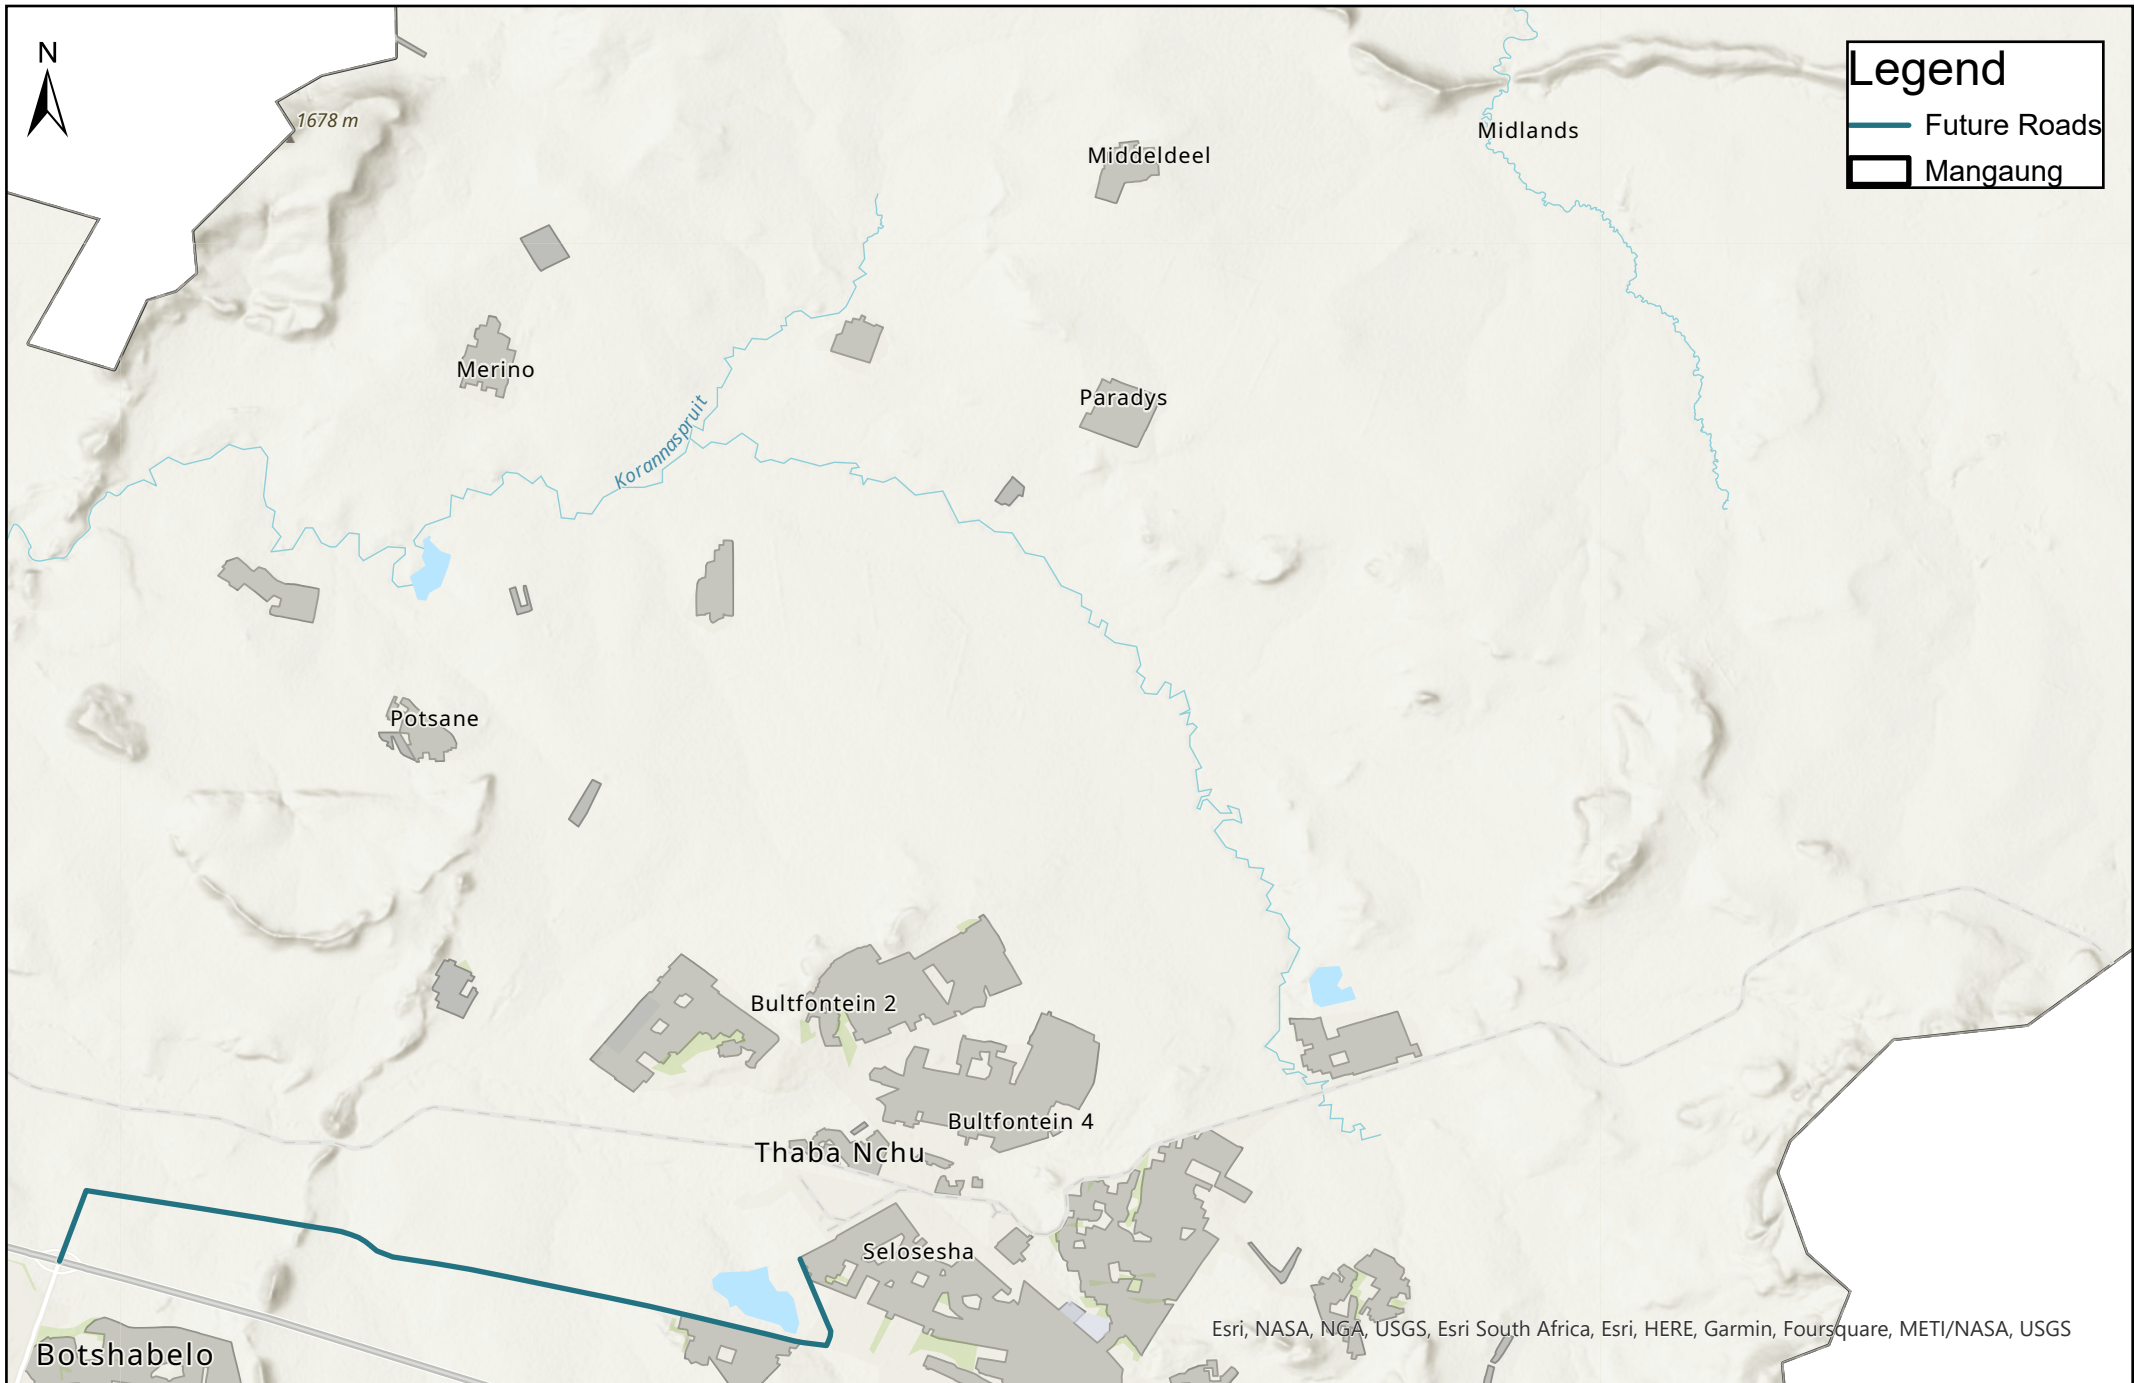 N
1678 m
Legend
Future Roads
Mangaung
Midlands
Middeldeel
Merino
Paradys
Korannaspruit
Potsane
Bultfontein 2
Bultfontein 4
Thaba Nchu
Selosesha
Botshabelo
Esri, NASA, NGA, USGS, Esri South Africa, Esri, HERE, Garmin, Foursquare, METI/NASA, USGS